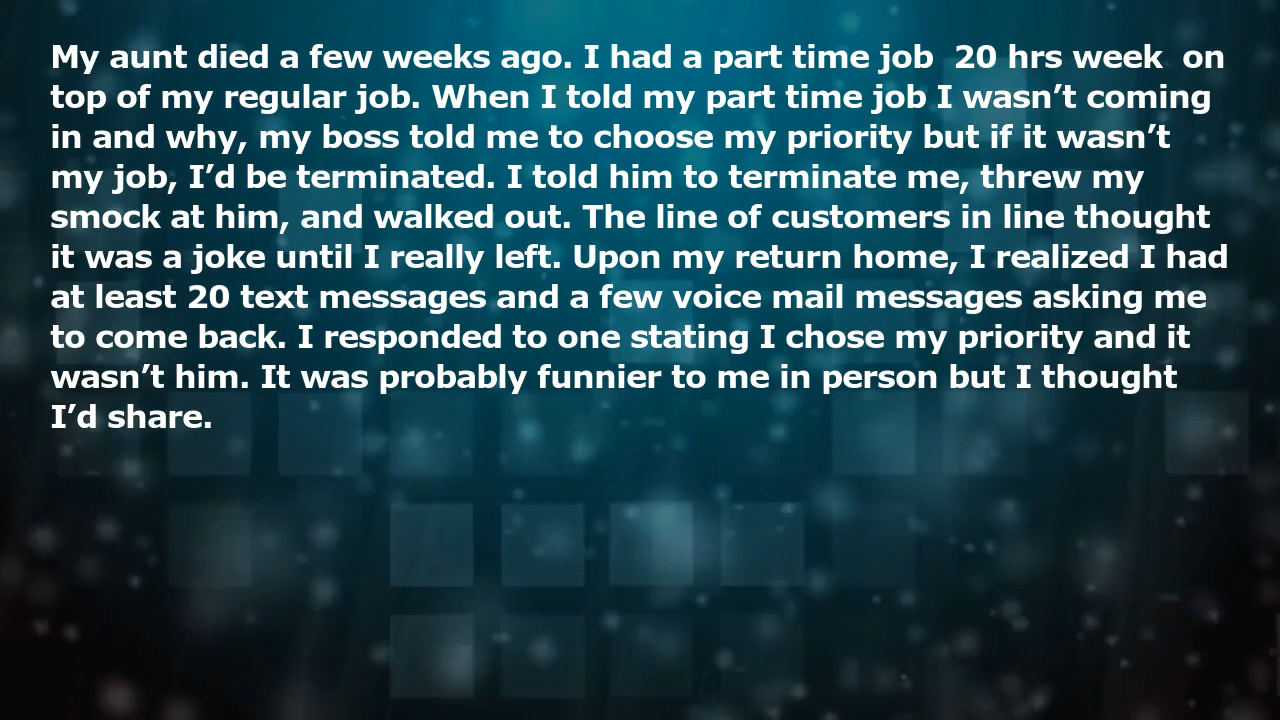 My aunt died a few weeks ago. I had a part time job  20 hrs week  on
top of my regular job. When I told my part time job I wasn’t coming
in and why, my boss told me to choose my priority but if it wasn’t
my job, I’d be terminated. I told him to terminate me, threw my
smock at him, and walked out. The line of customers in line thought
it was a joke until I really left. Upon my return home, I realized I had
at least 20 text messages and a few voice mail messages asking me
to come back. I responded to one stating I chose my priority and it
wasn’t him. It was probably funnier to me in person but I thought
I’d share.